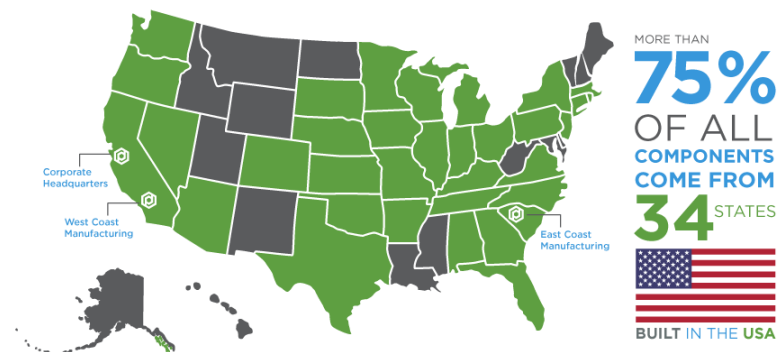 Corporate
Headquarters
West Coast
Manufacturing
East Coast
Manufacturing
MORE THAN
75%
OF ALL
COMPONENTS
COME FROM
34 STATES
BUILT IN THE USA